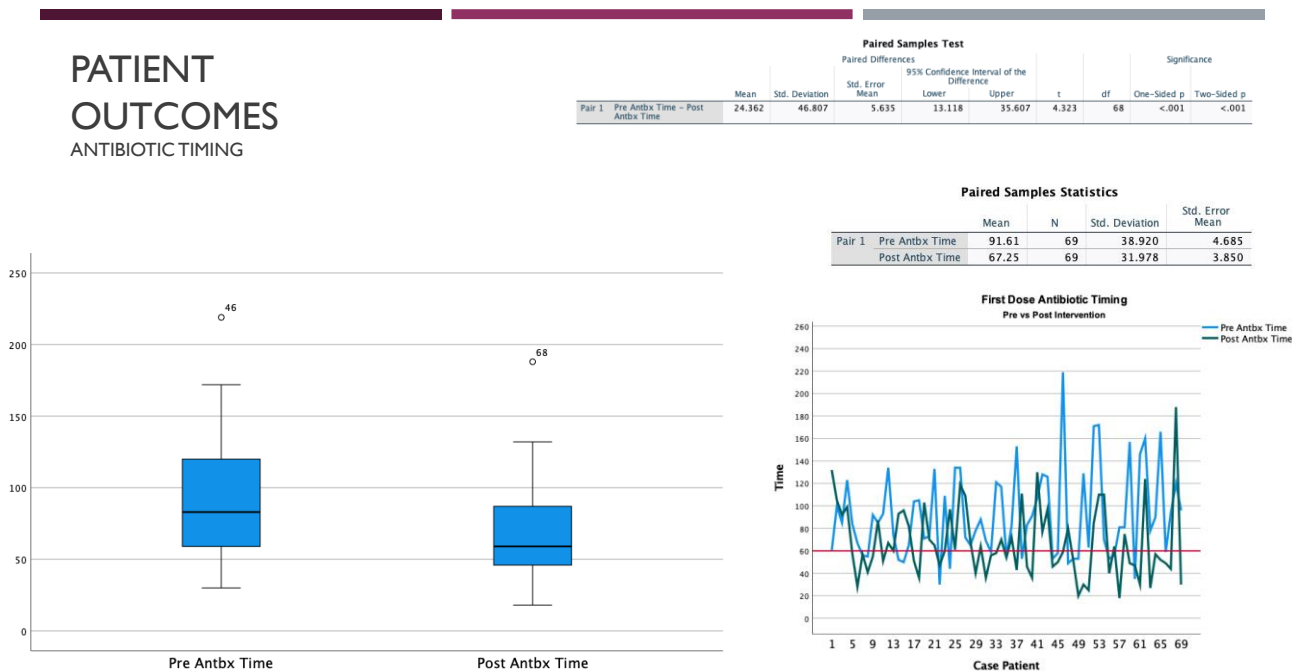 PATIENT
OUTCOMES
ANTIBIOTIC TIMING
Paired Samples Test
Paired Differences
Significance
95% Confidence Interval of the
Difference
Std. Error
Mean
Mean Std. Deviation Lower Upper t df One-Sided p Two-Sided p
Pair 1 Pre Antbx Time - Post
Antbx Time
24.362 46.807 5.635 13.118 35.607 4.323 68 <.001 <.001
Paired Samples Statistics
Std. Error
Mean
Mean N Std. Deviation
Pair 1 Pre Antbx Time 91.61 69 38.920 4.685
Post Antbx Time 67.25 69 31.978 3.850
250
200
150
100
50
0
46
68
Pre Antbx Time Post Antbx Time
First Dose Antibiotic Timing
Pre vs Post Intervention
Pre Antbx Time
Post Antbx Time
260
240
220
200
180
160
140
120
100
80
60
40
20
0
Time
1 5 9 13 17 21 25 29 33 37 41 45 49 53 57 61 65 69
Case Patient